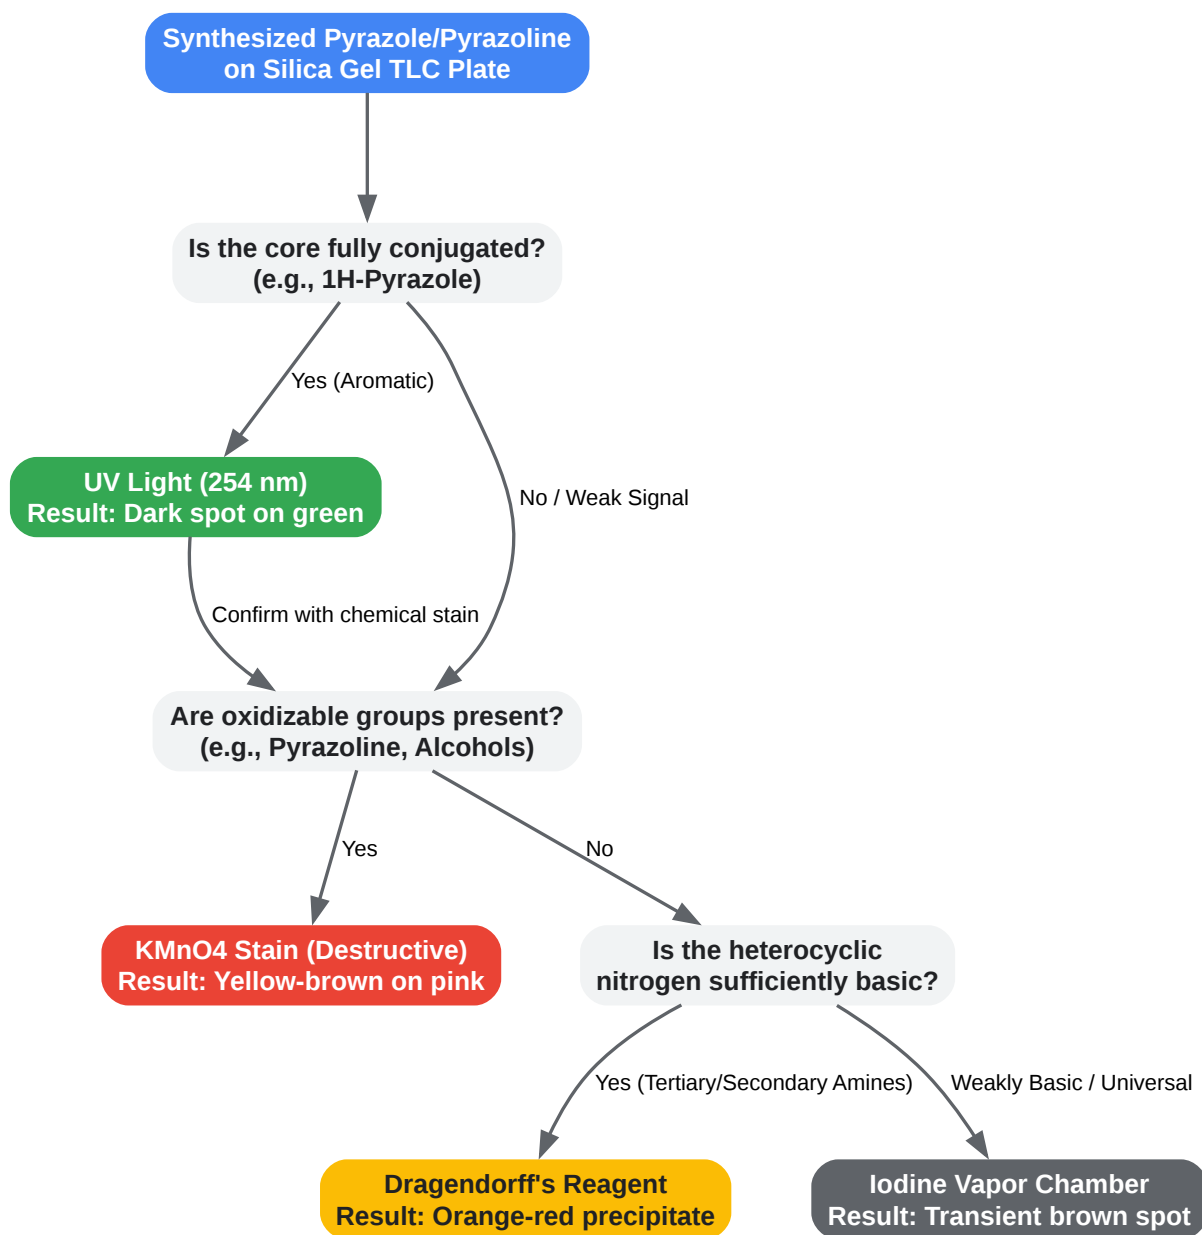 Synthesized Pyrazole/Pyrazoline
on Silica Gel TLC Plate
Is the core fully conjugated?
(e.g., 1H-Pyrazole)
Yes (Aromatic)
UV Light (254 nm)
Result: Dark spot on green
No / Weak Signal
Confirm with chemical stain
Are oxidizable groups present?
(e.g., Pyrazoline, Alcohols)
Yes
No
KMnO4 Stain (Destructive)
Result: Yellow-brown on pink
Is the heterocyclic
nitrogen sufficiently basic?
Yes (Tertiary/Secondary Amines)
Weakly Basic / Universal
Dragendorff's Reagent
Result: Orange-red precipitate
Iodine Vapor Chamber
Result: Transient brown spot